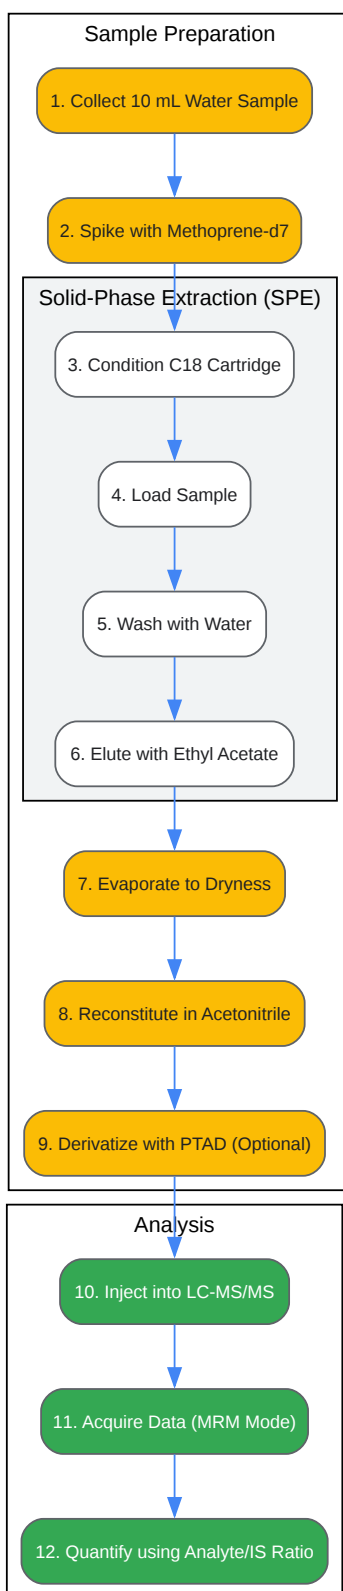 Sample Preparation
1. Collect 10 mL Water Sample
2. Spike with Methoprene-d7
Solid-Phase Extraction (SPE)
3. Condition C18 Cartridge
4. Load Sample
5. Wash with Water
6. Elute with Ethyl Acetate
7. Evaporate to Dryness
8. Reconstitute in Acetonitrile
9. Derivatize with PTAD (Optional)
Analysis
10. Inject into LC-MS/MS
11. Acquire Data (MRM Mode)
12. Quantify using Analyte/IS Ratio